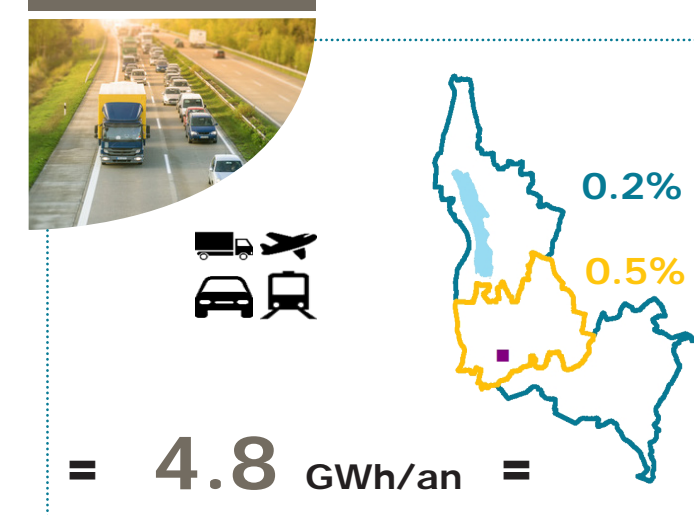 0.2%
0.5%
= 4.8 GWh/an =